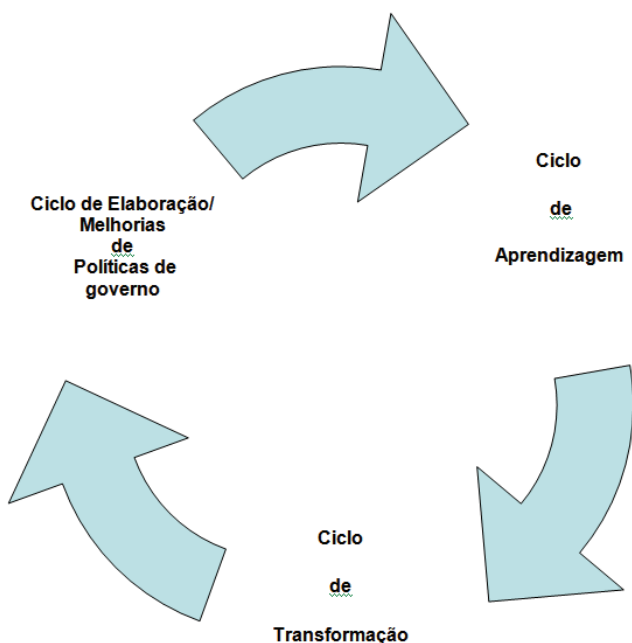 Ciclo de Elaboração/
Melhorias
de
Políticas de
governo
Ciclo
de
Aprendizagem
Ciclo
de
Transformação